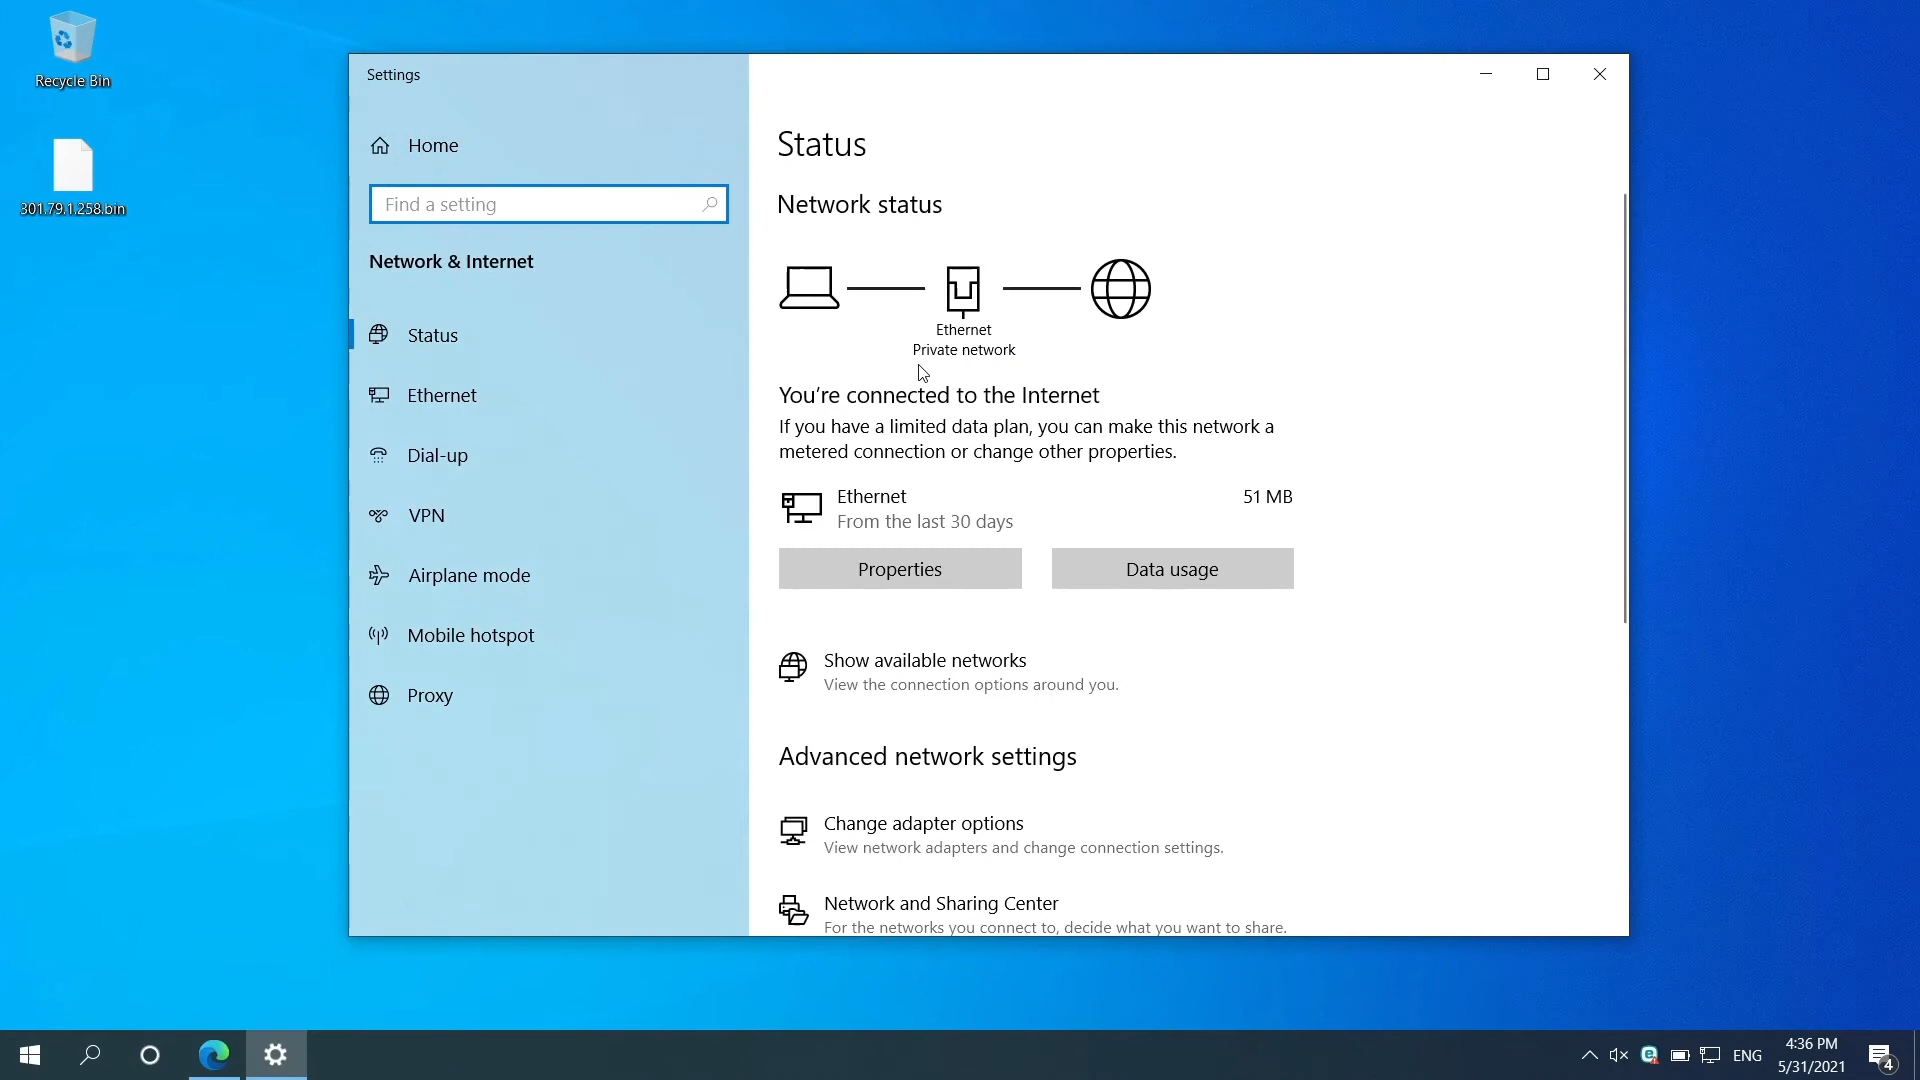 Recycle Bin
301.79.1.258.bin
Settings
Home
Find a setting
Network & Internet
Status
Ethernet
Dial-up
VPN
Airplane mode
Mobile hotspot
Proxy
Status
Network status
Ethernet
Private network
You're connected to the Internet
If you have a limited data plan, you can make this network a
metered connection or change other properties.
Ethernet
51 MB
From the last 30 days
Properties
Data usage
Show available networks
View the connection options around you.
Advanced network settings
Change adapter options
View network adapters and change connection settings.
Network and Sharing Center
For the networks you connect to, decide what you want to share.
ENG
4:36 PM
5/31/2021
4